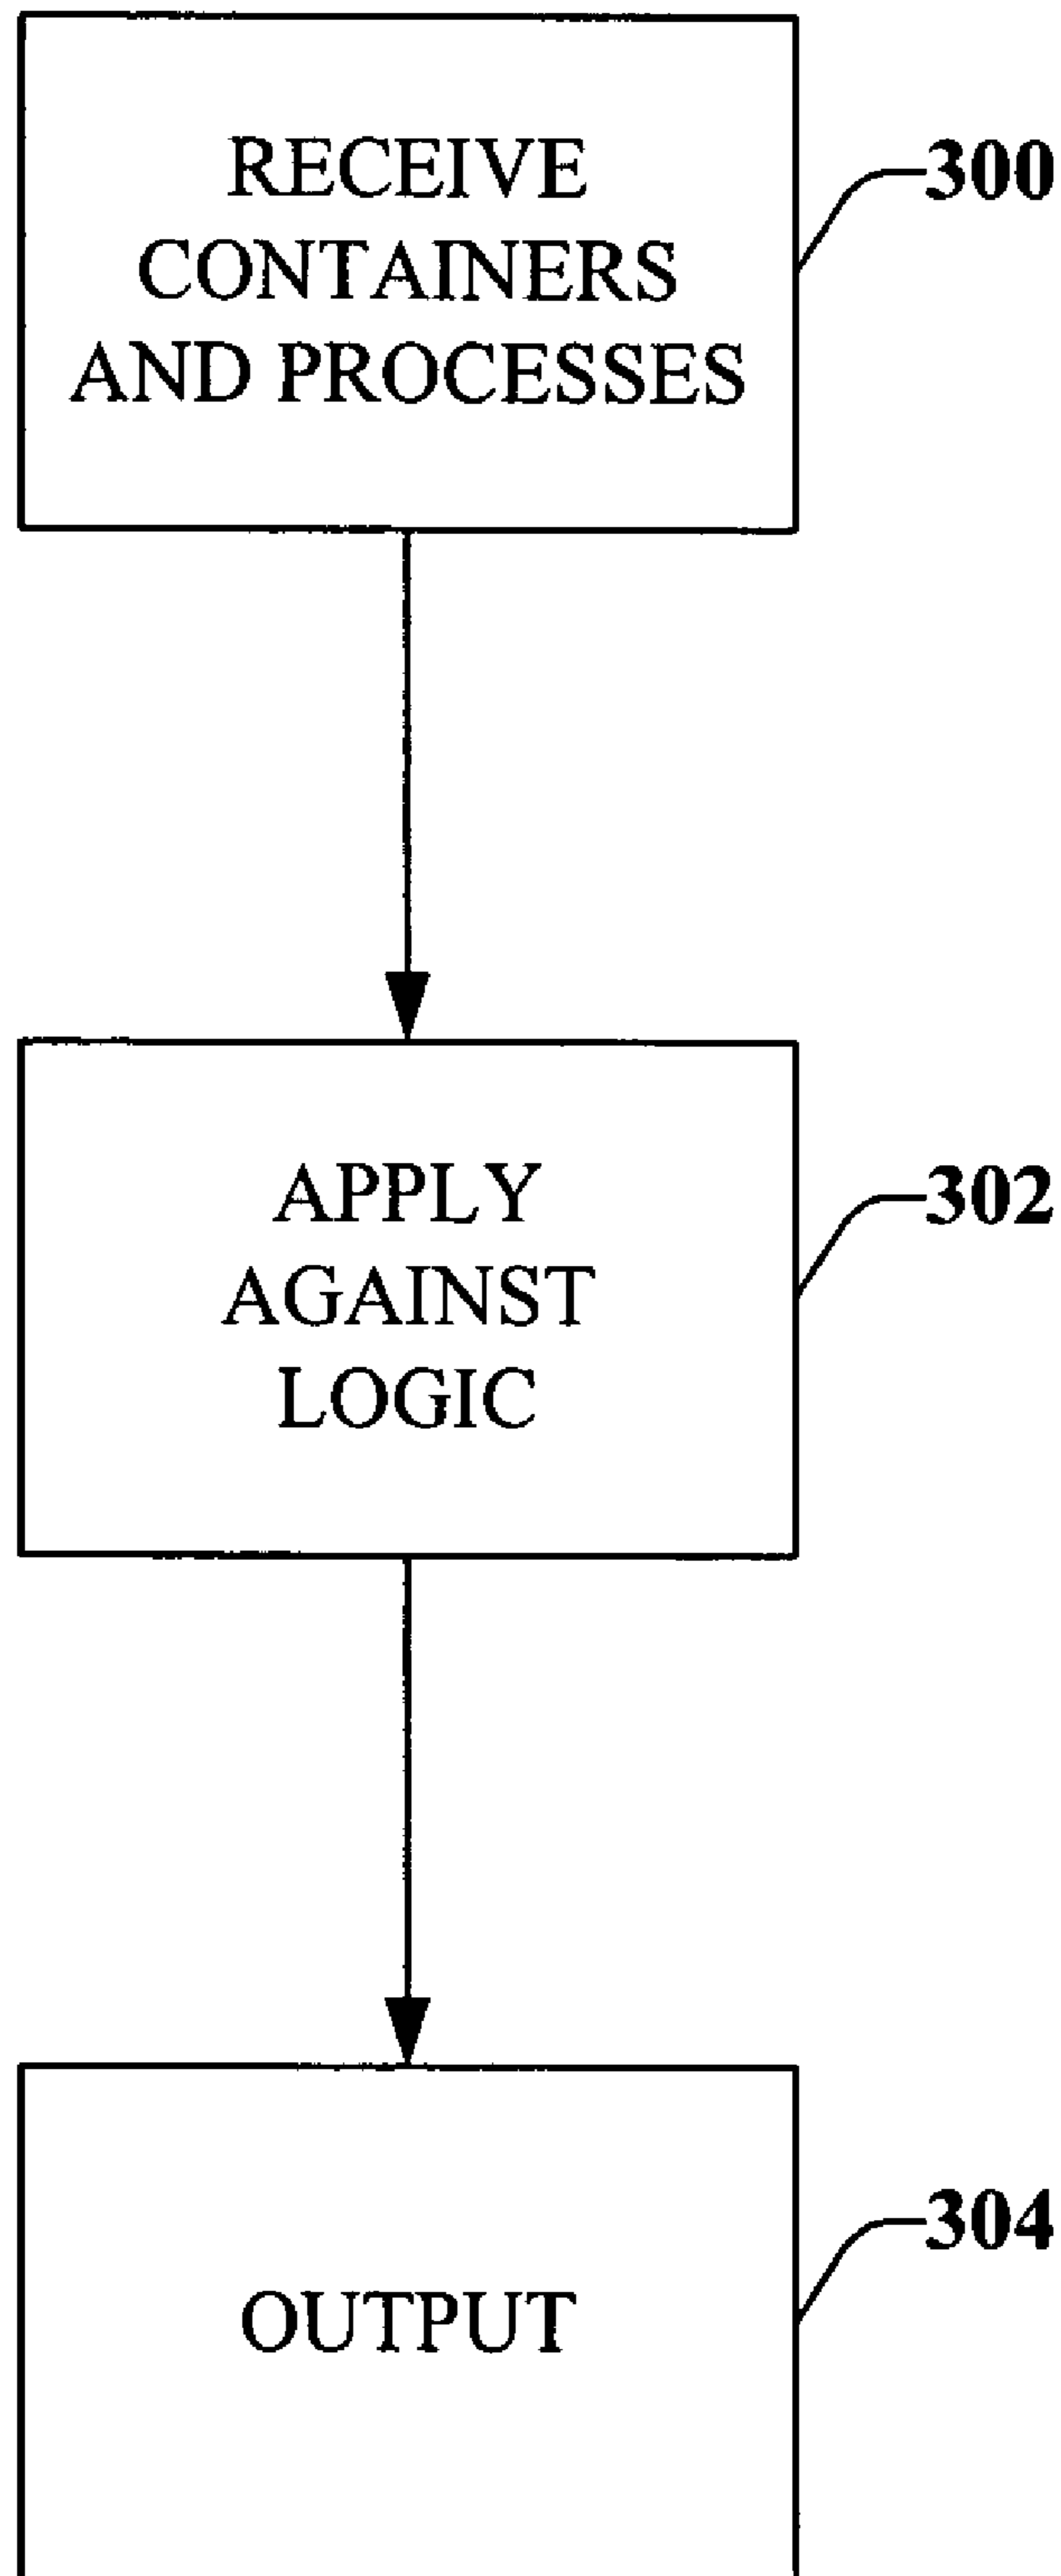 RECEIVE
CONTAINERS
AND PROCESSES
300
APPLY
AGAINST
LOGIC
302
OUTPUT
304